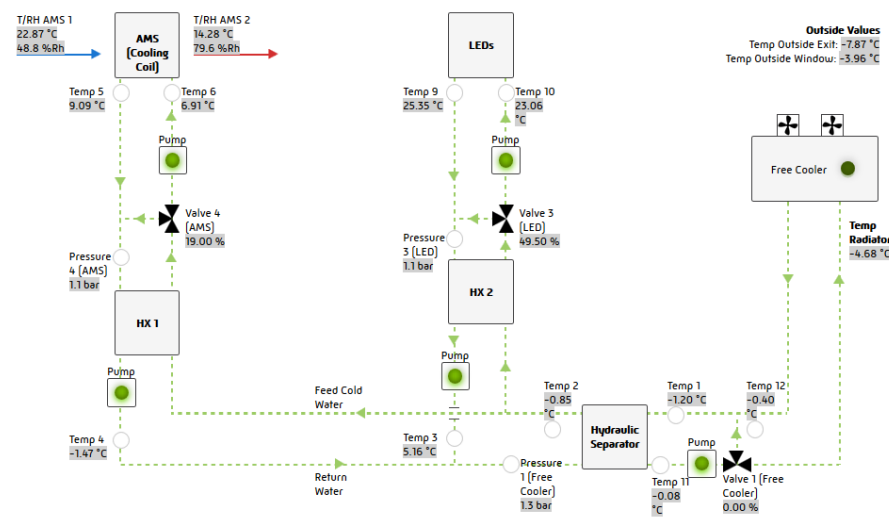 T/RH AMS 1
22.87 °C
48.8 %Rh
AMS
(Cooling
Coil)
T/RH AMS 2
14.28 °C
79.6 %Rh
LEDs
Outside Values
Temp Outside Exit: -7.87 °C
Temp Outside Window: -3.96 °C
Temp 5
9.09 °C
Temp 6
6.91 °C
Temp 9
25.35 °C
Temp 10
23.06
°C
Pump
Pump
Free Cooler
Valve 4
(AMS)
19.00 %
Valve 3
(LED)
49.50 %
Temp
Radiator
-4.68 °C
Pressure
4 (AMS)
1.1 bar
Pressure
3 (LED)
1.1 bar
HX 1
HX 2
Pump
Pump
Feed Cold
Water
Temp 2
-0.85
°C
Temp 1
-1.20 °C
Temp 12
-0.40
°C
Hydraulic
Separator
Temp 4
-1.47 °C
Temp 3
5.16 °C
Pump
Return
Water
Pressure
1 (Free
Cooler)
1.3 bar
Temp 11
-0.08
°C
Valve 1 (Free
Cooler)
0.00 %